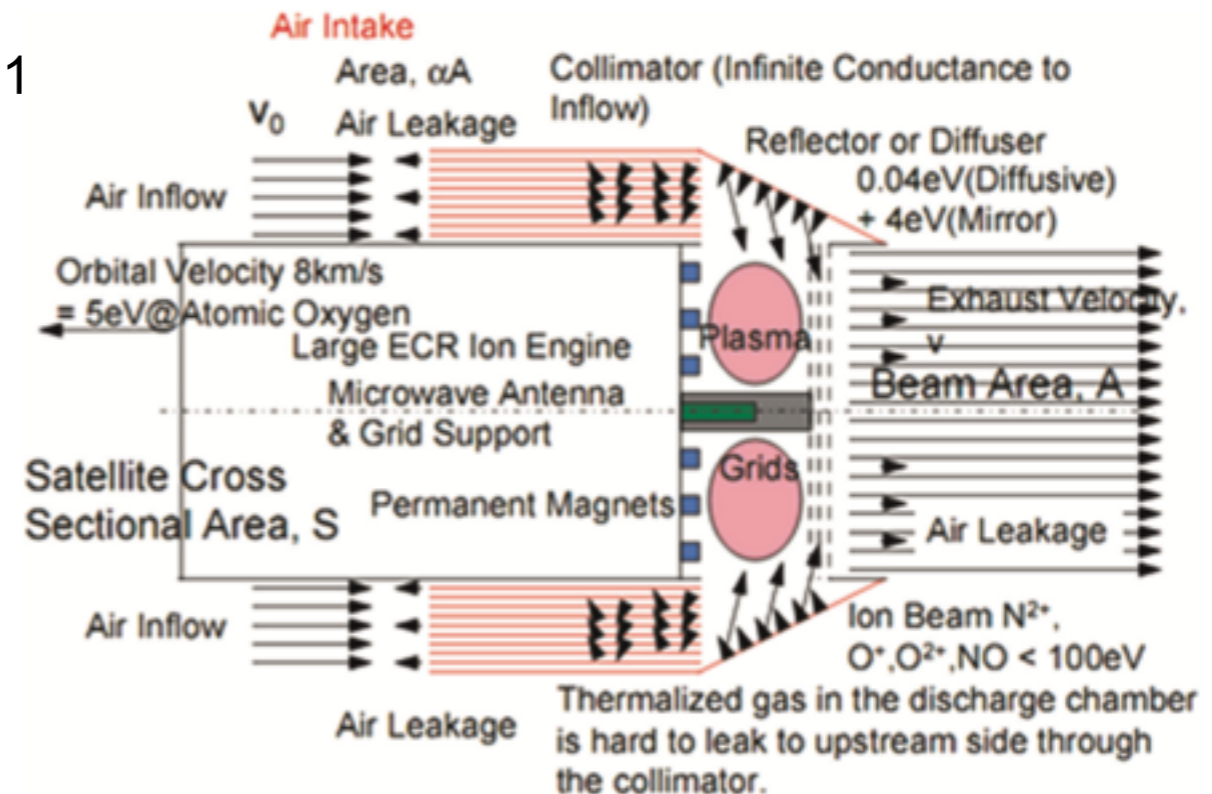 1
Air Intake
Area, αA
Collimator (Infinite Conductance to
Inflow)
V₀
Air Leakage
Reflector or Diffuser
0.04eV(Diffusive)
+ 4eV(Mirror)
Air Inflow
Orbital Velocity 8km/s
= 5eV@Atomic Oxygen
Exhaust Velocity,
v
Large ECR Ion Engine
Plasma
Beam Area, A
Microwave Antenna
& Grid Support
Satellite Cross
Sectional Area, S
Grids
Permanent Magnets
Air Leakage
Air Inflow
Ion Beam N²⁺,
O⁺,O²⁺,NO < 100eV
Air Leakage
Thermalized gas in the discharge chamber
is hard to leak to upstream side through
the collimator.